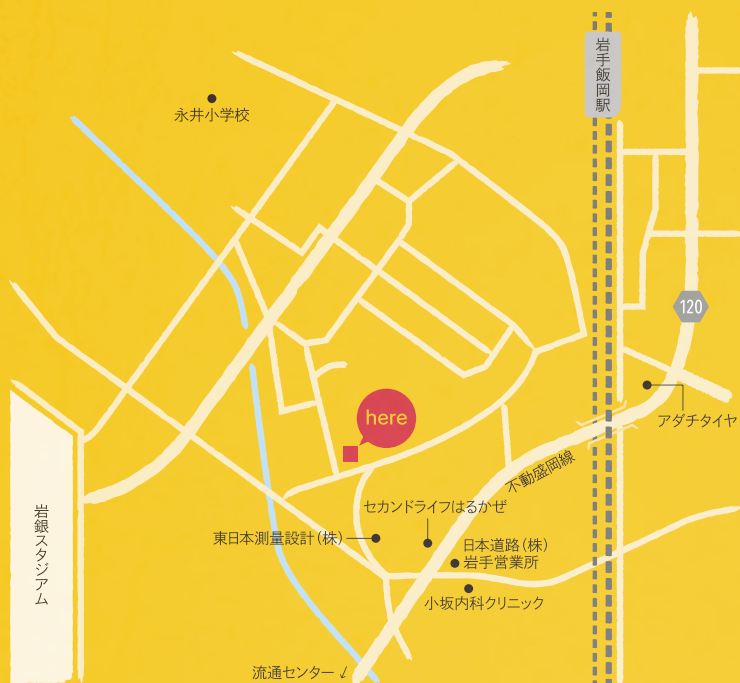 岩手飯岡駅
永井小学校
120
アダチタイヤ
here
不動盛岡線
セカンドライフはるかぜ
東日本測量設計(株)
日本道路(株)
岩手営業所
小坂内科クリニック
岩銀スタジアム
流通センター